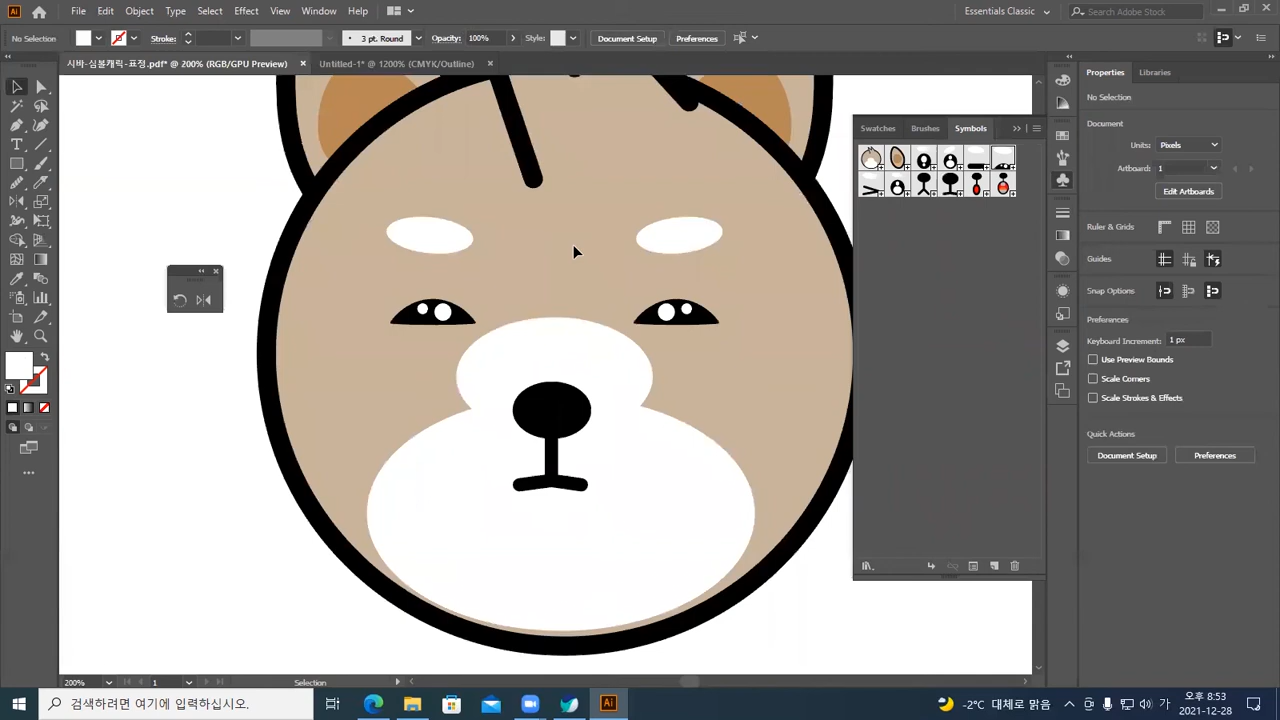 Ai File Edit Object Type Select Effect View Window Help Essentials Classic Search Adobe Stock
No Selection Stroke: 3 pt. Round Opacity: 100% Style: Document Setup Preferences
시바-심볼캐릭-표정.pdf* @ 200% (RGB/GPU Preview) × Untitled-1* @ 1200% (CMYK/Outline) ×
Properties Libraries
No Selection
Document
Units: Pixels
Artboard: 1
Edit Artboards
Ruler & Grids
Guides
Snap Options
Preferences
Keyboard Increment: 1 px
Use Preview Bounds
Scale Corners
Scale Strokes & Effects
Quick Actions
Document Setup Preferences
Swatches Brushes Symbols
200% 1 Selection
검색하려면 여기에 입력하십시오.
Ai
-2°C 대체로 맑음
오후 8:53
2021-12-28